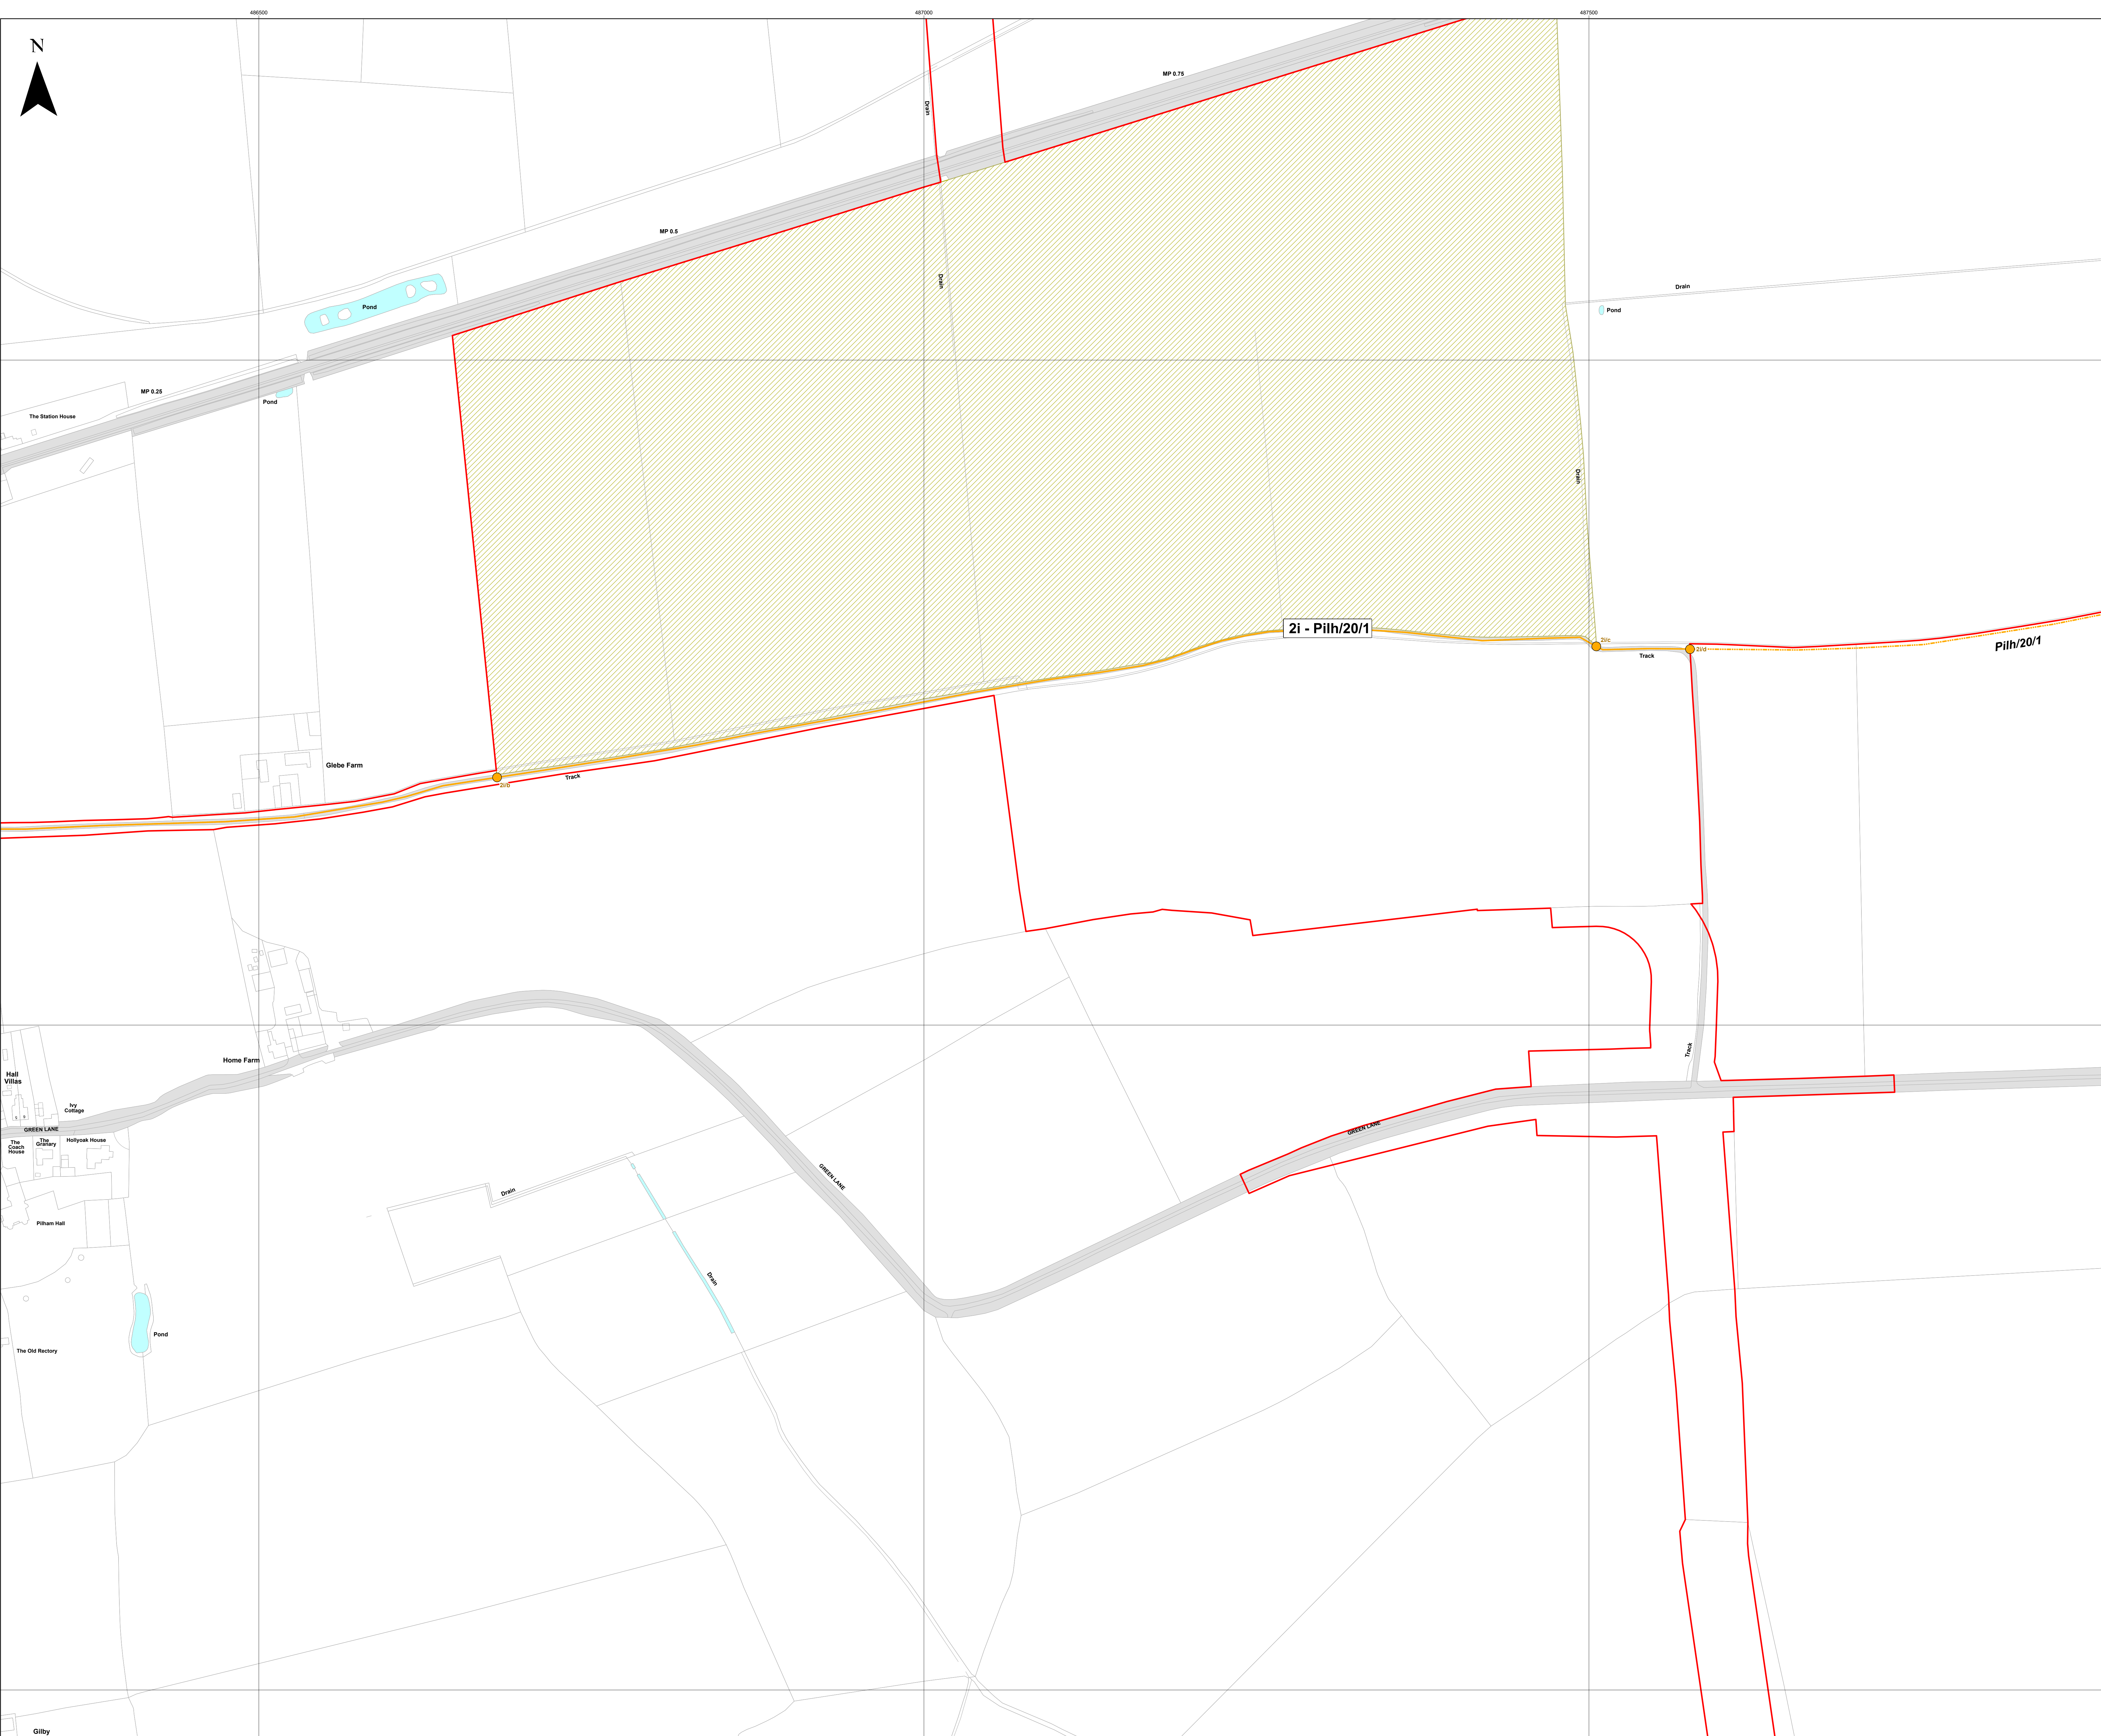 486500
487000
487500
N
MP 0.75
Drain
MP 0.5
Drain
Drain
Pond
Pond
MP 0.25
Pond
The Station House
Drain
2i - Pilh/20/1
2i/c
2i/d
Pilh/20/1
Track
Glebe Farm
Track
2i/b
Home Farm
Track
Hall
Villas
Ivy
Cottage
GREEN LANE
GREEN LANE
The
Coach
House
The
Granary
Hollyoak House
GREEN LANE
Drain
Pilham Hall
Drain
Pond
The Old Rectory
Gilby